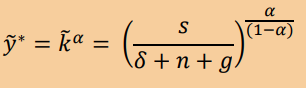 ỹ* = k̃^α = (s / (δ + n + g))^(α / (1−α))